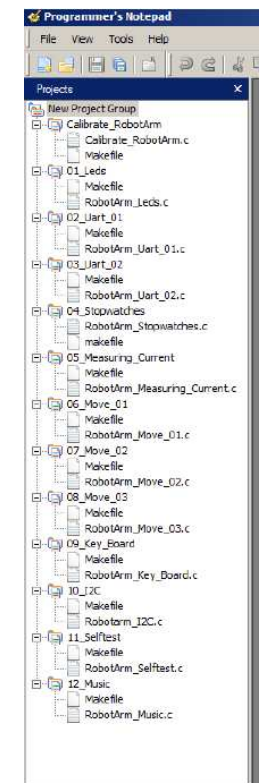 Programmer's Notepad
File View Tools Help
Projects x
New Project Group
Calibrate_RobotArm
Calibrate_RobotArm.c
Makefile
01_Leds
Makefile
RobotArm_Leds.c
02_Uart_01
Makefile
RobotArm_Uart_01.c
03_Uart_02
Makefile
RobotArm_Uart_02.c
04_Stopwatches
RobotArm_Stopwatches.c
makefile
05_Measuring_Current
Makefile
RobotArm_Measuring_Current.c
06_Move_01
Makefile
RobotArm_Move_01.c
07_Move_02
Makefile
RobotArm_Move_02.c
08_Move_03
Makefile
RobotArm_Move_03.c
09_Key_Board
Makefile
RobotArm_Key_Board.c
10_I2C
Makefile
Robotarm_I2C.c
11_Selftest
Makefile
RobotArm_Selftest.c
12_Music
Makefile
RobotArm_Music.c